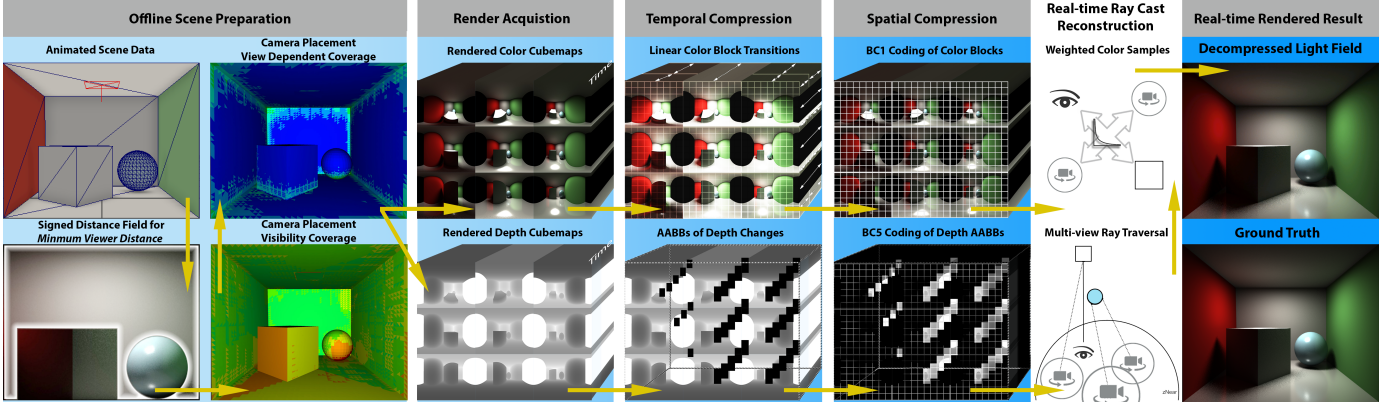 Offline Scene Preparation
Animated Scene Data
Camera Placement
View Dependent Coverage
Signed Distance Field for
Minmum Viewer Distance
Camera Placement
Visibility Coverage
Render Acquistion
Rendered Color Cubemaps
Time
Rendered Depth Cubemaps
Time
Temporal Compression
Linear Color Block Transitions
AABBs of Depth Changes
Spatial Compression
BC1 Coding of Color Blocks
BC5 Coding of Depth AABBs
Real-time Ray Cast
Reconstruction
Weighted Color Samples
Multi-view Ray Traversal
zNear
Real-time Rendered Result
Decompressed Light Field
Ground Truth